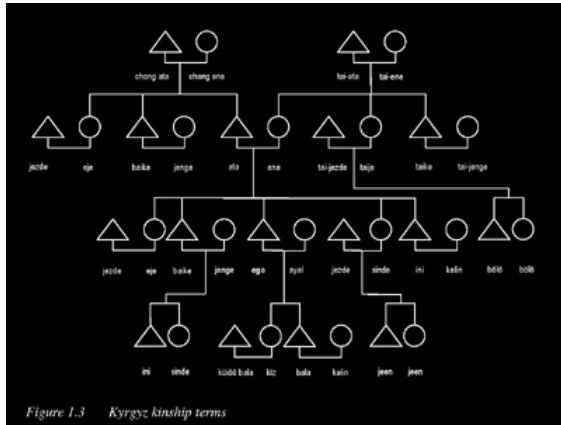 chong ata chong ene tai-ata tai-ene
jezde eje baike jenge ata ene tai-jezde taije taike tai-jenge
jezde eje baike jenge ego ayal jezde sinde ini kelin bölö bölö
ini sinde küidö bala kiz bala kelin jeen jeen
Figure 1.3 Kyrgyz kinship terms